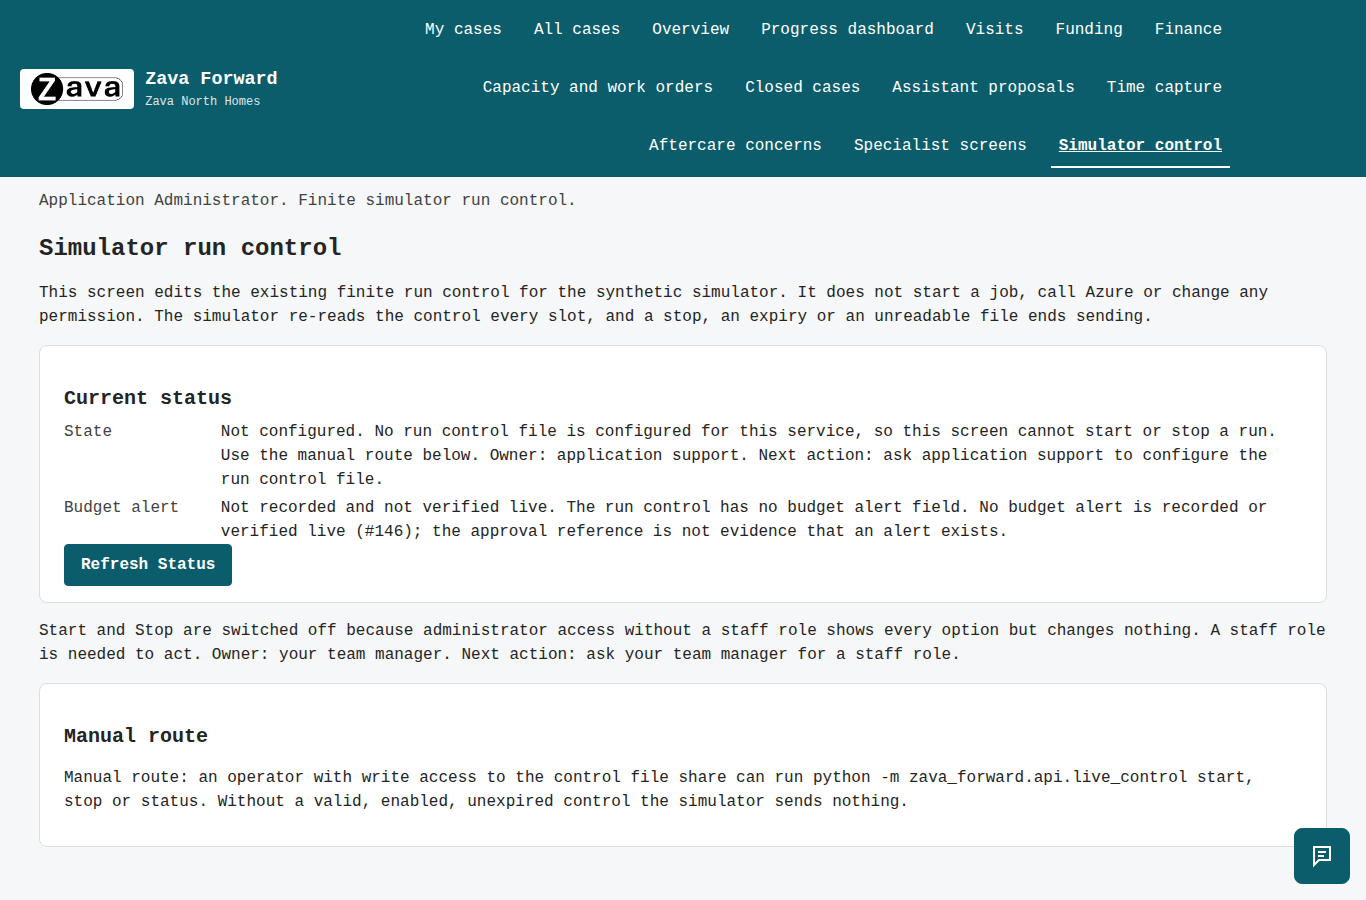 My cases All cases Overview Progress dashboard Visits Funding Finance
Zava
Zava Forward
Zava North Homes
Capacity and work orders Closed cases Assistant proposals Time capture
Aftercare concerns Specialist screens Simulator control
Application Administrator. Finite simulator run control.
Simulator run control
This screen edits the existing finite run control for the synthetic simulator. It does not start a job, call Azure or change any
permission. The simulator re-reads the control every slot, and a stop, an expiry or an unreadable file ends sending.
Current status
State Not configured. No run control file is configured for this service, so this screen cannot start or stop a run.
Use the manual route below. Owner: application support. Next action: ask application support to configure the
run control file.
Budget alert Not recorded and not verified live. The run control has no budget alert field. No budget alert is recorded or
verified live (#146); the approval reference is not evidence that an alert exists.
Refresh Status
Start and Stop are switched off because administrator access without a staff role shows every option but changes nothing. A staff role
is needed to act. Owner: your team manager. Next action: ask your team manager for a staff role.
Manual route
Manual route: an operator with write access to the control file share can run python -m zava_forward.api.live_control start,
stop or status. Without a valid, enabled, unexpired control the simulator sends nothing.